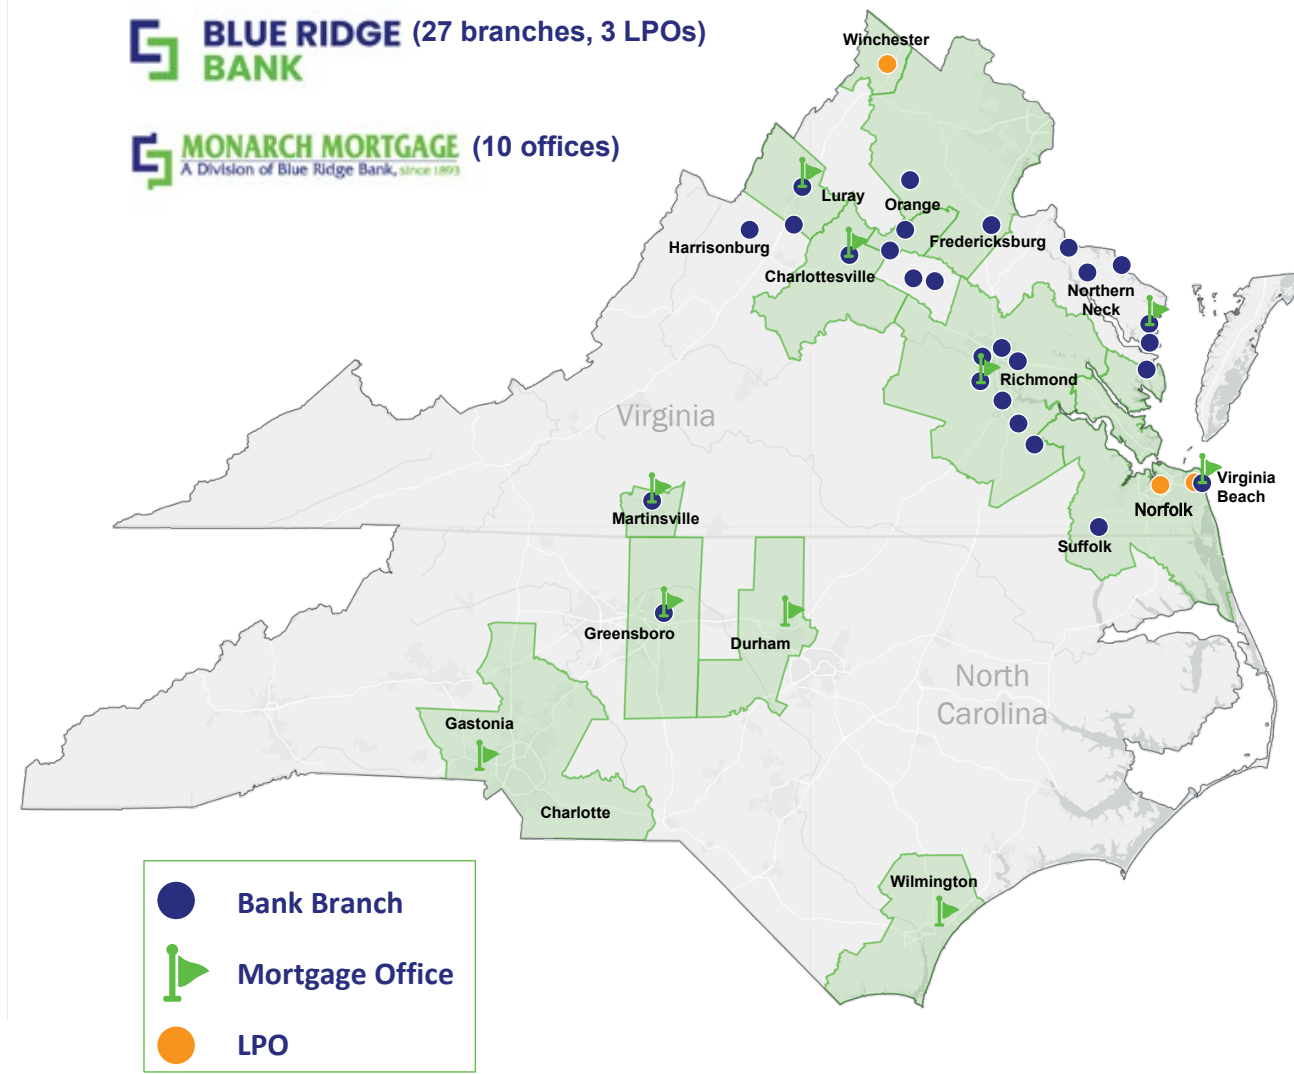 BLUE RIDGE (27 branches, 3 LPOs)
BANK
MONARCH MORTGAGE (10 offices)
A Division of Blue Ridge Bank, since 1893
Winchester
Luray
Orange
Harrisonburg
Fredericksburg
Charlottesville
Northern
Neck
Richmond
Virginia
Virginia
Beach
Norfolk
Martinsville
Suffolk
Greensboro
Durham
North
Carolina
Gastonia
Charlotte
Wilmington
Bank Branch
Mortgage Office
LPO